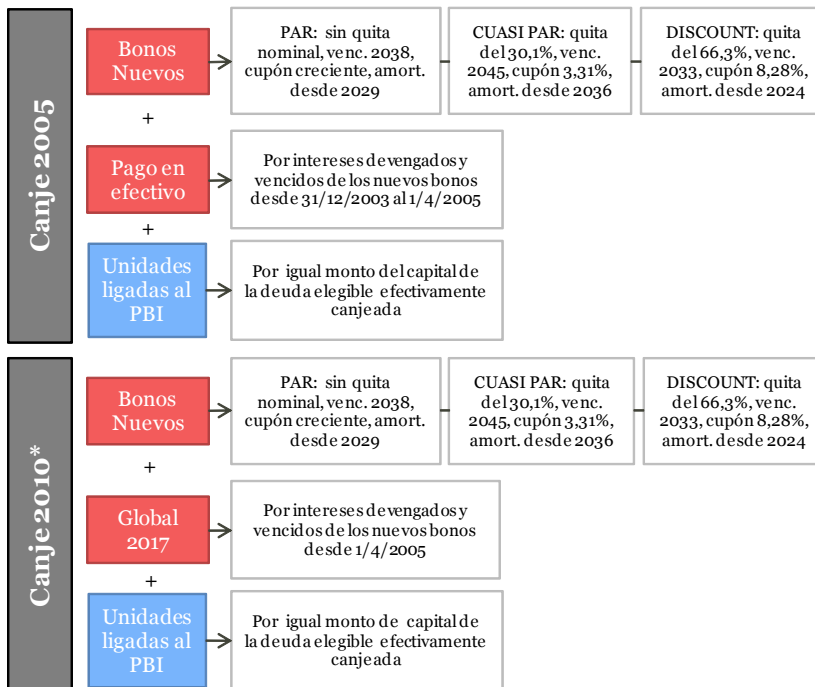 Canje 2005
Bonos
Nuevos
PAR: sin quita
nominal, venc. 2038,
cupón creciente, amort.
desde 2029
CUASI PAR: quita
del 30,1%, venc.
2045, cupón 3,31%,
amort. desde 2036
DISCOUNT: quita
del 66,3%, venc.
2033, cupón 8,28%,
amort. desde 2024
+
Pago en
efectivo
Por intereses devengados y
vencidos de los nuevos bonos
desde 31/12/2003 al 1/4/2005
+
Unidades
ligadas al
PBI
Por igual monto del capital de
la deuda elegible efectivamente
canjeada
Canje 2010*
Bonos
Nuevos
PAR: sin quita
nominal, venc. 2038,
cupón creciente, amort.
desde 2029
CUASI PAR: quita
del 30,1%, venc.
2045, cupón 3,31%,
amort. desde 2036
DISCOUNT: quita
del 66,3%, venc.
2033, cupón 8,28%,
amort. desde 2024
+
Global
2017
Por intereses devengados y
vencidos de los nuevos bonos
desde 1/4/2005
+
Unidades
ligadas al
PBI
Por igual monto de capital de
la deuda elegible efectivamente
canjeada